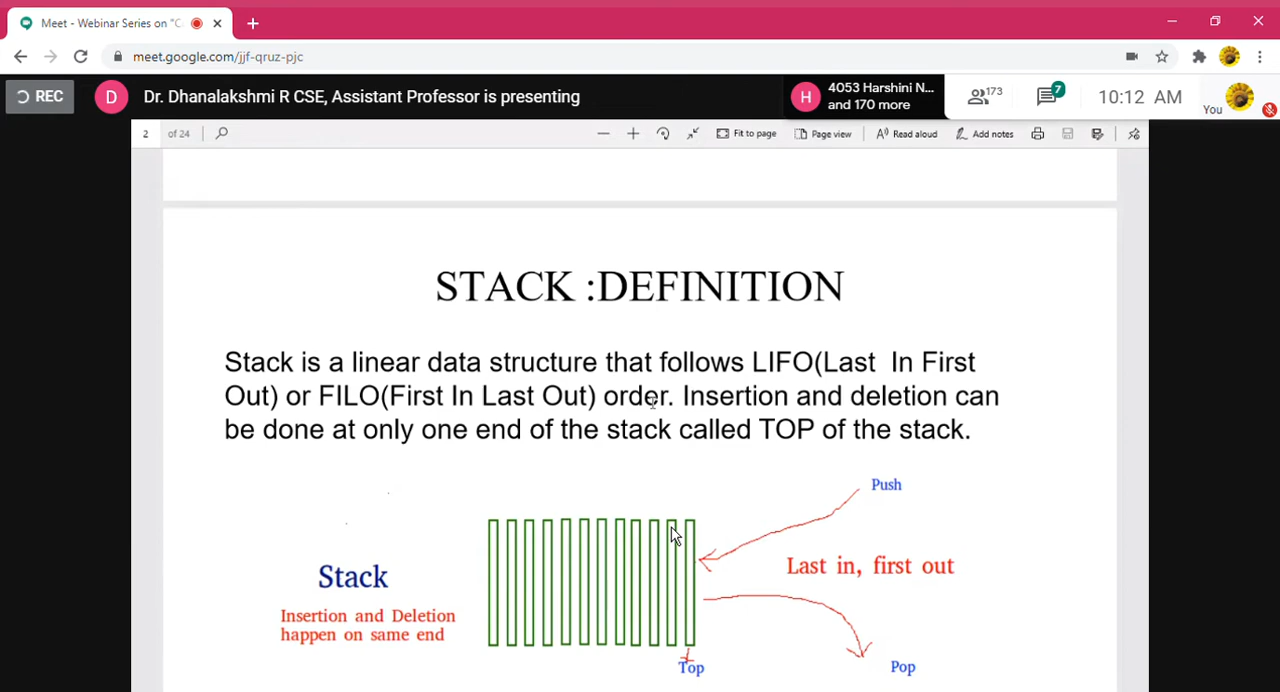 Meet - Webinar Series on "C
meet.google.com/jjf-qruz-pjc
REC
D
Dr. Dhanalakshmi R CSE, Assistant Professor is presenting
H
4053 Harshini N...
and 170 more
173
7
10:12 AM
You
2 of 24
Fit to page
Page view
Read aloud
Add notes
STACK :DEFINITION
Stack is a linear data structure that follows LIFO(Last In First
Out) or FILO(First In Last Out) order. Insertion and deletion can
be done at only one end of the stack called TOP of the stack.
Push
Last in, first out
Stack
Insertion and Deletion
happen on same end
Top
Pop